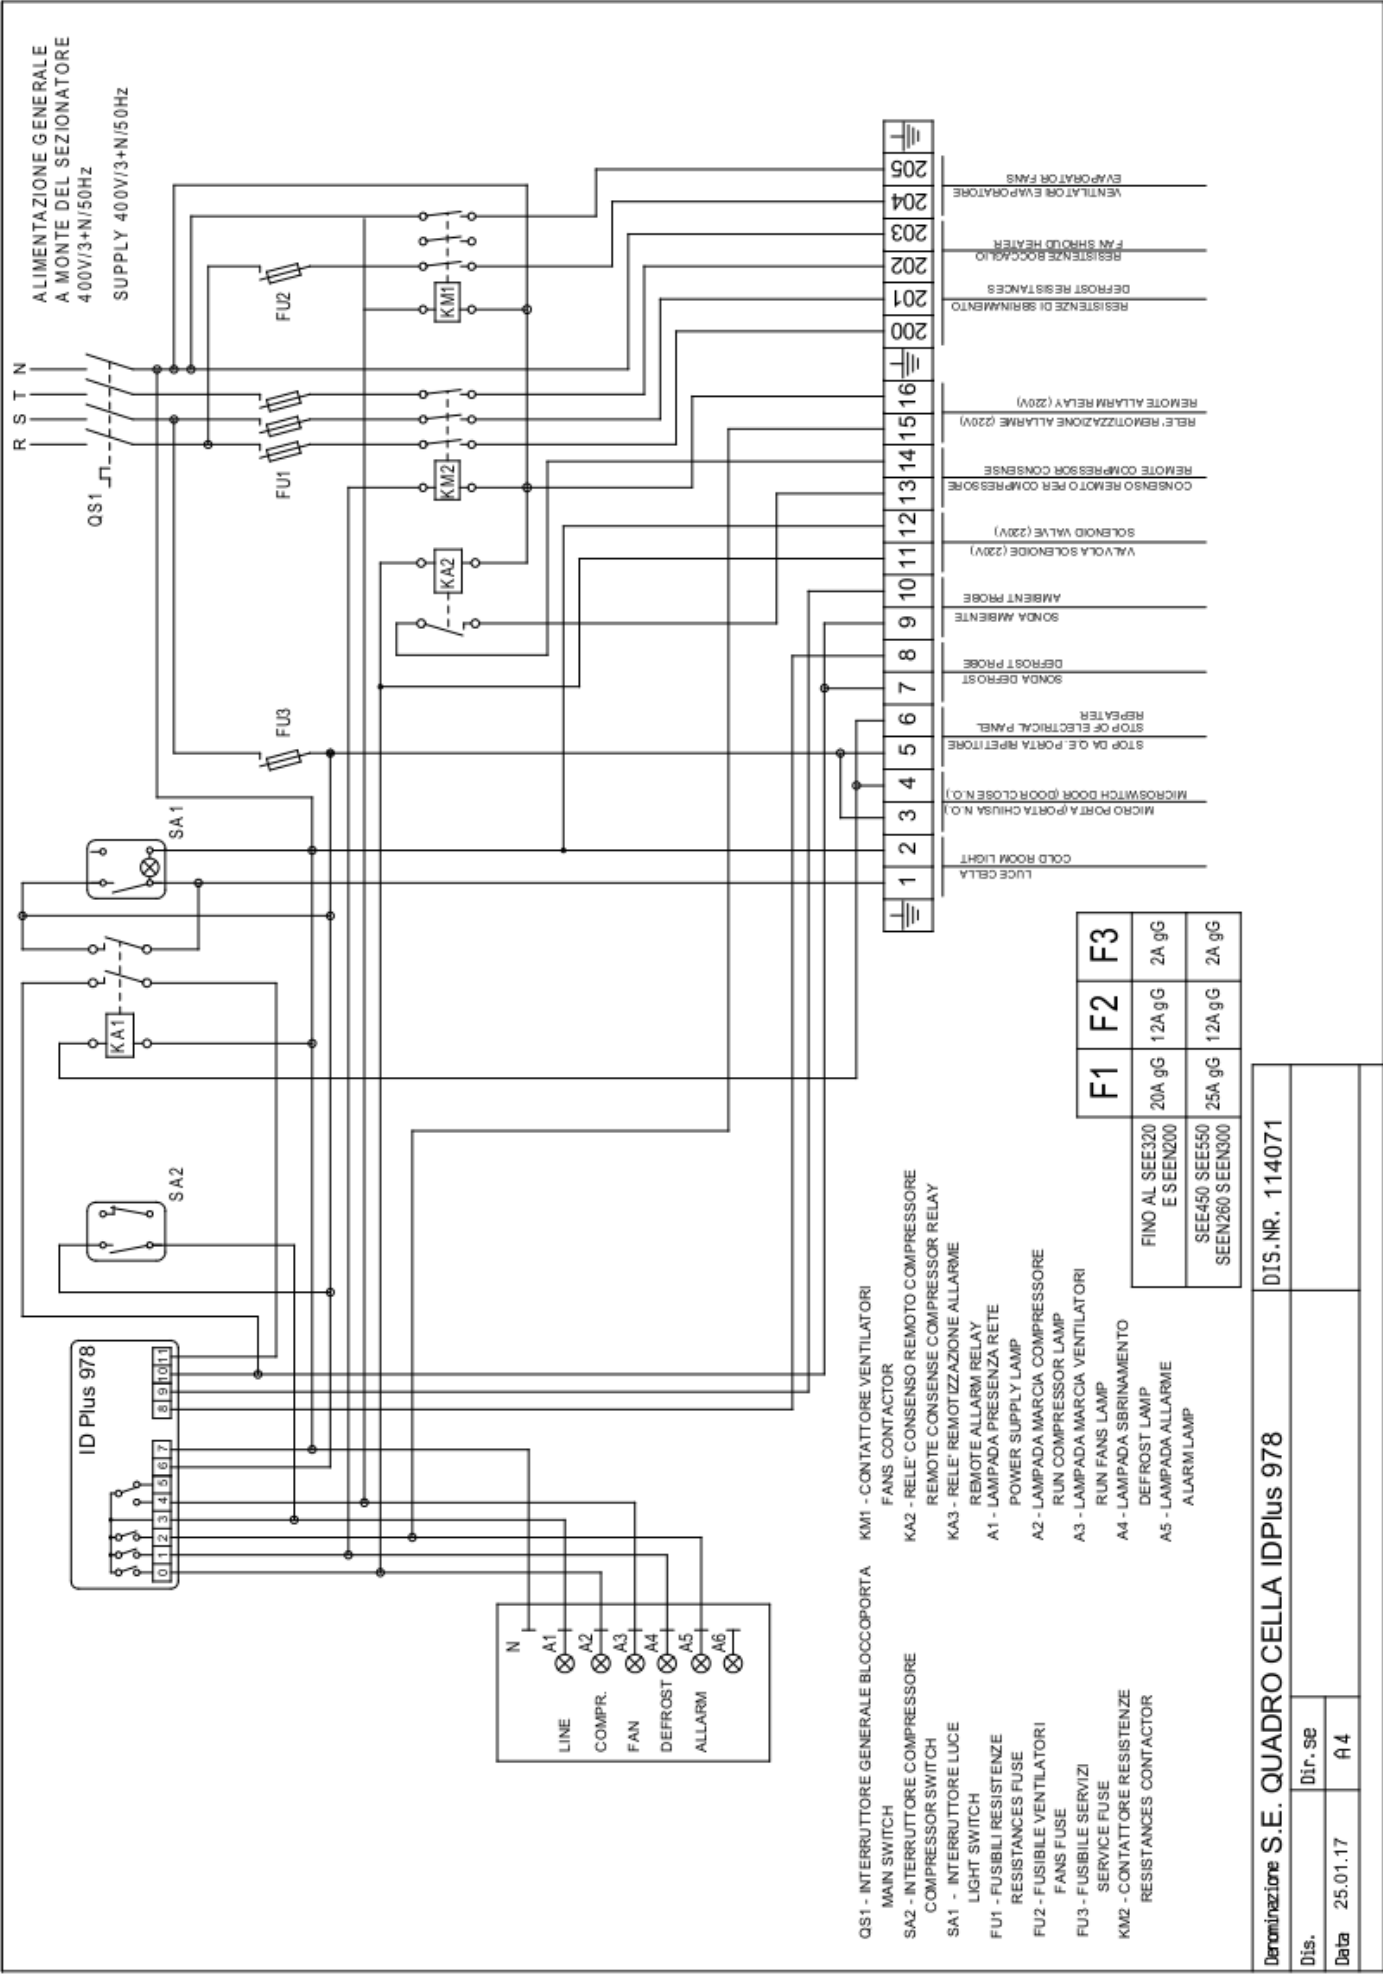 ALIMENTAZIONE GENERALE
A MONTE DEL SEZIONATORE
400V/3+N/50Hz
SUPPLY 400V/3+N/50Hz
R S T N
QS1
FU1
FU2
FU3
KM1
KM2
KA2
KA1
SA1
SA2
ID Plus 978
0 1 2 3 4 5 6 7 8 9 10 11
N
A1
A2
A3
A4
A5
A6
LINE
COMPR.
FAN
DEFROST
ALLARM
1 2 3 4 5 6 7 8 9 10 11 12 13 14 15 16 200 201 202 203 204 205
LUCE CELLA
COLD ROOM LIGHT
MICRO PORTA (PORTA CHIUSA N.O.)
MICROSWITCH DOOR (DOOR CLOSE N.O.)
STOP DA Q.E. PORTA RIPETITORE
STOP OF ELECTRICAL PANEL
REPEATER
SONDA DEFROST
DEFROST PROBE
SONDA AMBIENTE
AMBIENT PROBE
VALVOLA SOLENOIDE (220V)
SOLENOID VALVE (220V)
CONSENSO REMOTO PER COMPRESSORE
REMOTE COMPRESSOR CONSENSE
RELE' REMOTIZZAZIONE ALLARME (220V)
REMOTE ALLARM RELAY (220V)
RESISTENZE DI SBRINAMENTO
DEFROST RESISTANCES
RESISTENZE BOCCAGLIO
FAN SHROUD HEATER
VENTILATORI EVAPORATORE
EVAPORATOR FANS
QS1 - INTERRUTTORE GENERALE BLOCCOPORTA
MAIN SWITCH
SA2 - INTERRUTTORE COMPRESSORE
COMPRESSOR SWITCH
SA1 - INTERRUTTORE LUCE
LIGHT SWITCH
FU1 - FUSIBILI RESISTENZE
RESISTANCES FUSE
FU2 - FUSIBILE VENTILATORI
FANS FUSE
FU3 - FUSIBILE SERVIZI
SERVICE FUSE
KM2 - CONTATTORE RESISTENZE
RESISTANCES CONTACTOR
KM1 - CONTATTORE VENTILATORI
FANS CONTACTOR
KA2 - RELE' CONSENSO REMOTO COMPRESSORE
REMOTE CONSENSE COMPRESSOR RELAY
KA3 - RELE' REMOTIZZAZIONE ALLARME
REMOTE ALLARM RELAY
A1 - LAMPADA PRESENZA RETE
POWER SUPPLY LAMP
A2 - LAMPADA MARCIA COMPRESSORE
RUN COMPRESSOR LAMP
A3 - LAMPADA MARCIA VENTILATORI
RUN FANS LAMP
A4 - LAMPADA SBRINAMENTO
DEFROST LAMP
A5 - LAMPADA ALLARME
ALARM LAMP
F1 F2 F3
FINO AL SEE320
E SEEN200
20A gG 12A gG 2A gG
SEE450 SEE550
SEEN260 SEEN300
25A gG 12A gG 2A gG
Denominazione S.E. QUADRO CELLA IDPlus 978
DIS.NR. 114071
Dis.
Dir.se
Data 25.01.17
A4